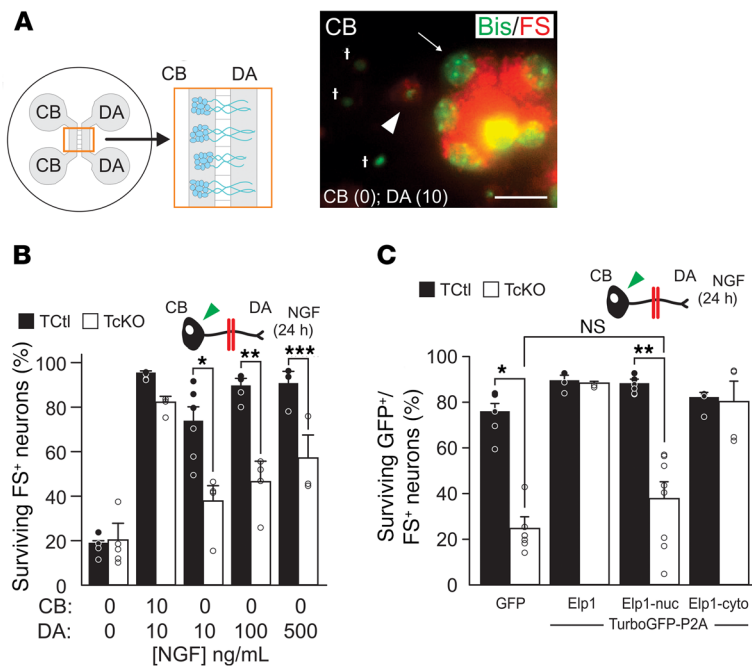 A
CB
DA
CB
DA
CB DA
CB
Bis/FS
CB (0); DA (10)
B
TCtl TcKO
CB DA NGF
(24 h)
* ** ***
Surviving FS+ neurons (%)
100
80
60
40
20
0
CB: 0 10 0 0 0
DA: 0 10 10 100 500
[NGF] ng/mL
C
TCtl TcKO
CB DA NGF
(24 h)
NS
* **
Surviving GFP+/
FS+ neurons (%)
100
80
60
40
20
0
GFP Elp1 Elp1-nuc Elp1-cyto
TurboGFP-P2A